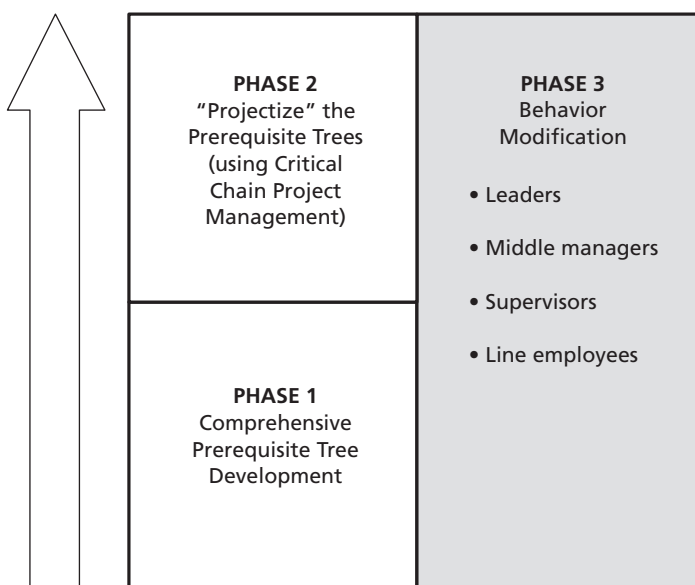 PHASE 2
“Projectize” the
Prerequisite Trees
(using Critical
Chain Project
Management)
PHASE 1
Comprehensive
Prerequisite Tree
Development
PHASE 3
Behavior
Modification
• Leaders
• Middle managers
• Supervisors
• Line employees